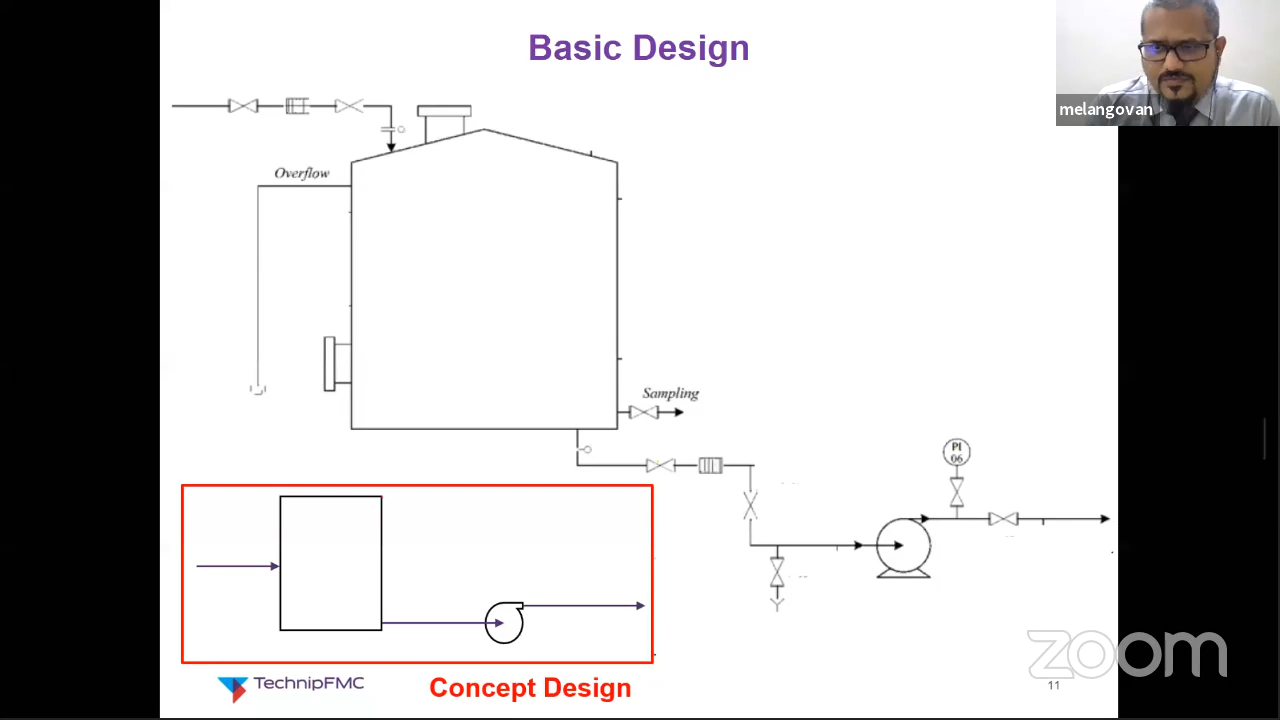 Basic Design
melangovan
Overflow
Sampling
PI
06
TechnipFMC
Concept Design
zoom
11